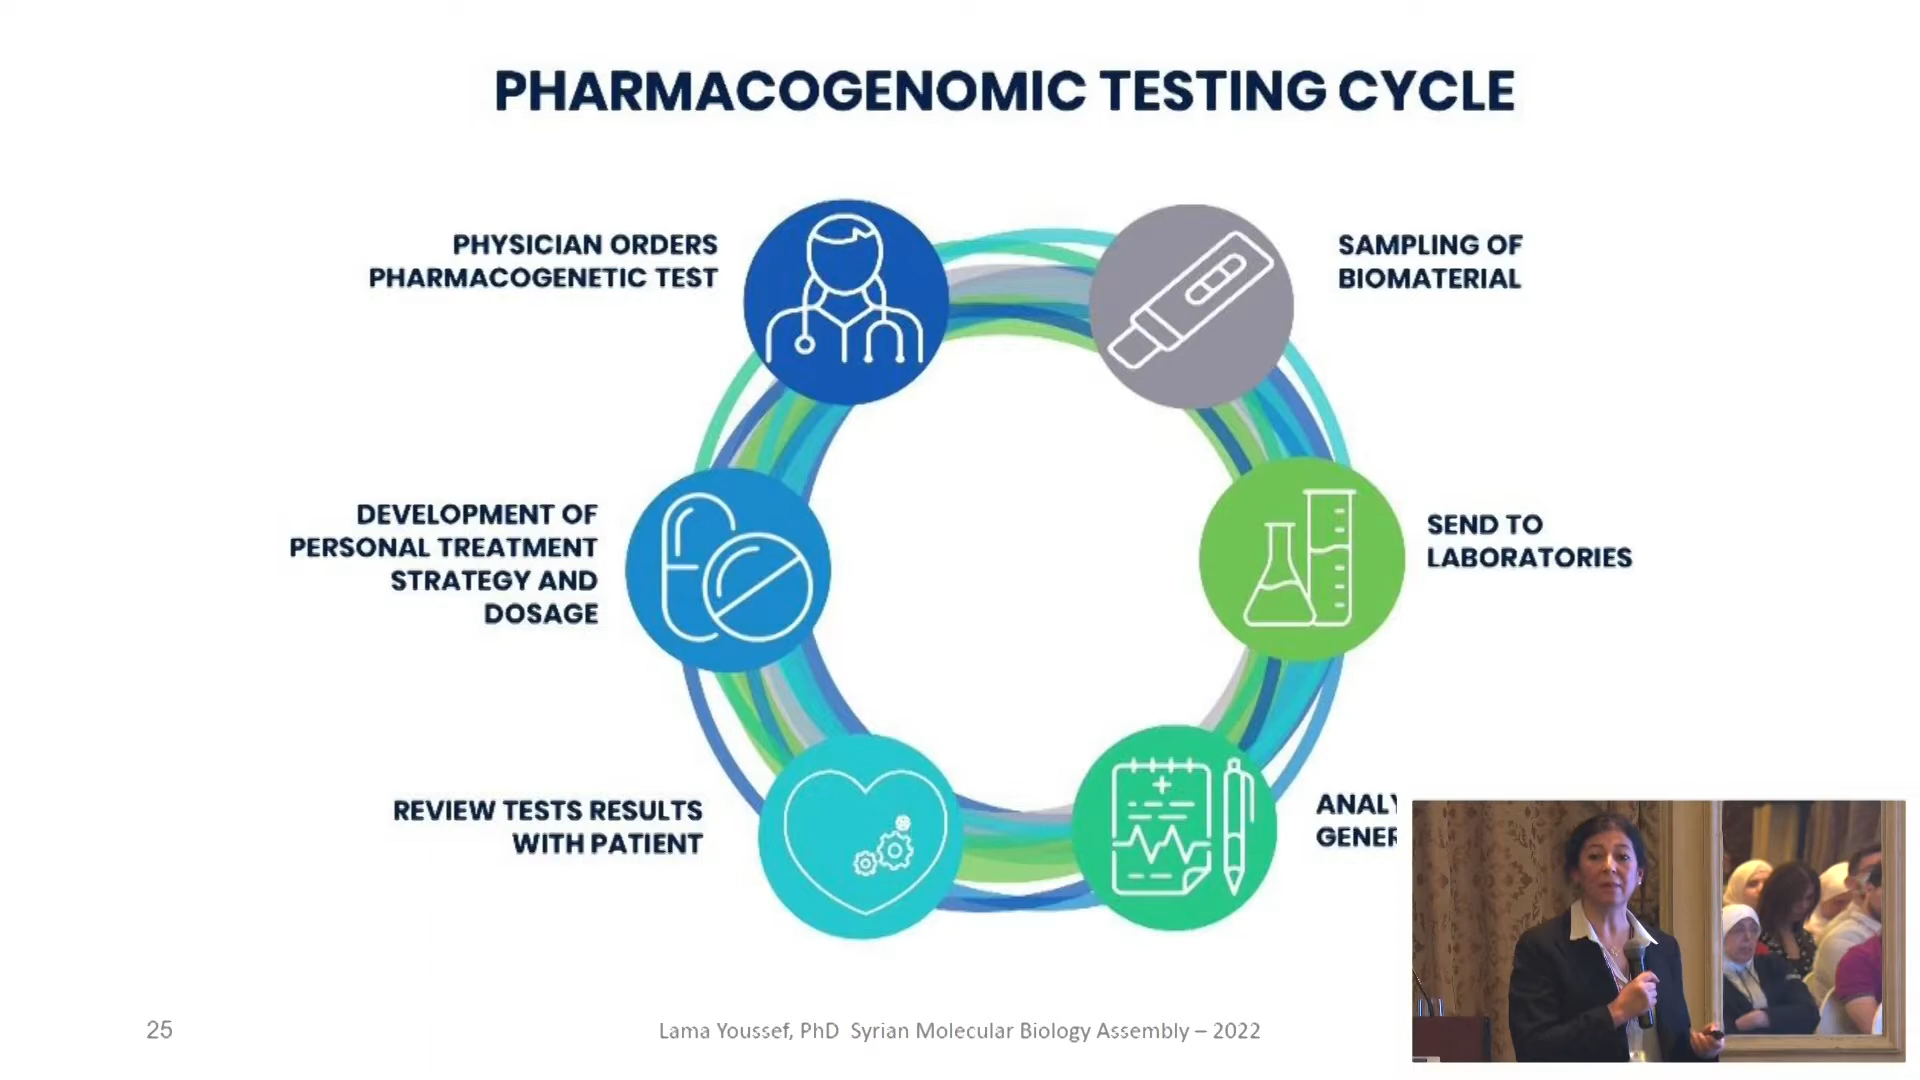 PHARMACOGENOMIC TESTING CYCLE
PHYSICIAN ORDERS
PHARMACOGENETIC TEST
SAMPLING OF
BIOMATERIAL
SEND TO
LABORATORIES
DEVELOPMENT OF
PERSONAL TREATMENT
STRATEGY AND
DOSAGE
REVIEW TESTS RESULTS
WITH PATIENT
25
Lama Youssef, PhD Syrian Molecular Biology Assembly – 2022